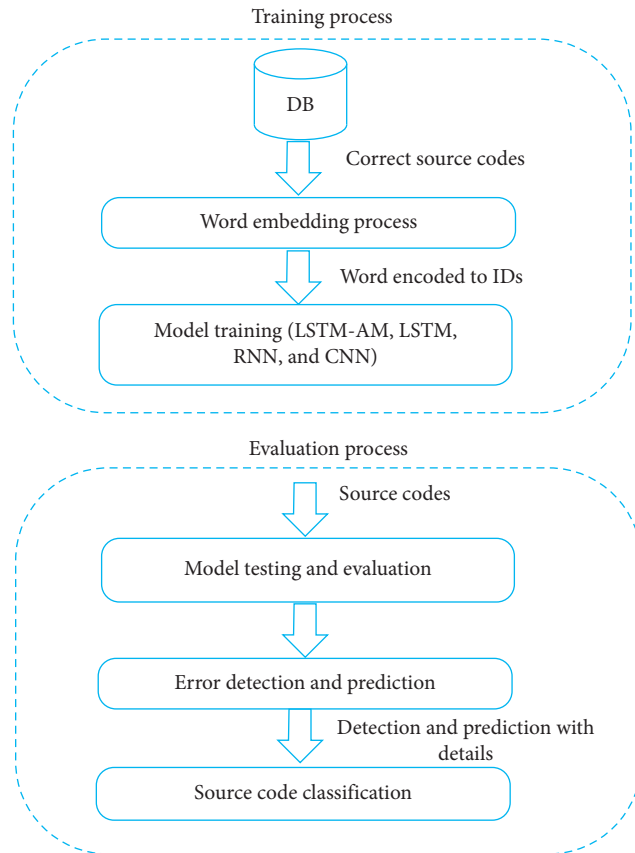 Training process
DB
Correct source codes
Word embedding process
Word encoded to IDs
Model training (LSTM-AM, LSTM,
RNN, and CNN)
Evaluation process
Source codes
Model testing and evaluation
Error detection and prediction
Detection and prediction with
details
Source code classification